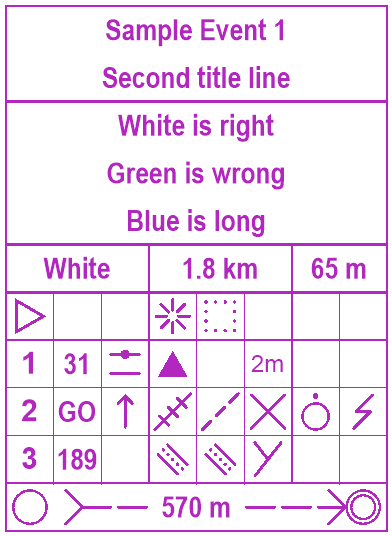 Sample Event 1
Second title line
White is right
Green is wrong
Blue is long
White 1.8 km 65 m
1 31 2m
2 GO
3 189
570 m